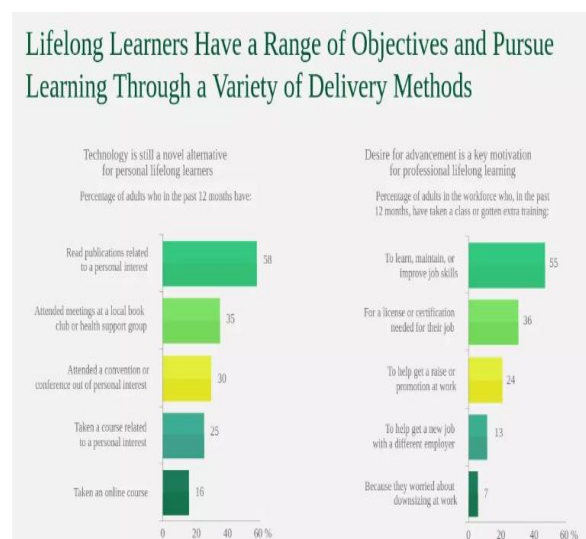 Lifelong Learners Have a Range of Objectives and Pursue
Learning Through a Variety of Delivery Methods
Technology is still a novel alternative
for personal lifelong learners
Percentage of adults who in the past 12 months have:
Read publications related
to a personal interest
58
Attended meetings at a local book
club or health support group
35
Attended a convention or
conference out of personal interest
30
Taken a course related
to a personal interest
25
Taken an online course
16
0 20 40 60 %
Desire for advancement is a key motivation
for professional lifelong learning
Percentage of adults in the workforce who, in the past
12 months, have taken a class or gotten extra training:
To learn, maintain, or
improve job skills
55
For a license or certification
needed for their job
36
To help get a raise or
promotion at work
24
To help get a new job
with a different employer
13
Because they worried about
downsizing at work
7
0 20 40 60 %